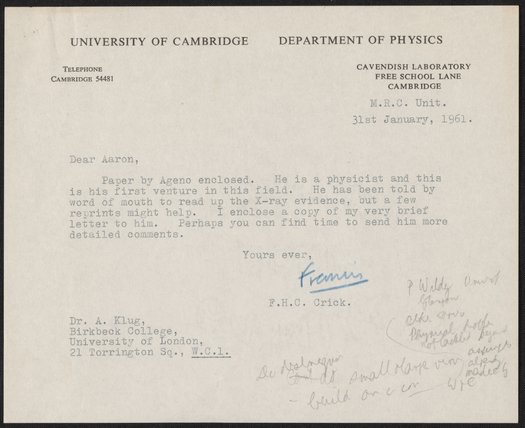 UNIVERSITY OF CAMBRIDGE DEPARTMENT OF PHYSICS
TELEPHONE
CAMBRIDGE 54481
CAVENDISH LABORATORY
FREE SCHOOL LANE
CAMBRIDGE
M.R.C. Unit.
31st January, 1961.
Dear Aaron,
Paper by Ageno enclosed. He is a physicist and this
is his first venture in this field. He has been told by
word of mouth to read up the X-ray evidence, but a few
reprints might help. I enclose a copy of my very brief
letter to him. Perhaps you can find time to send him more
detailed comments.
Yours ever,
Francis
F.H.C. Crick.
Dr. A. Klug,
Birkbeck College,
University of London,
21 Torrington Sq., W.C.1.
small
build on